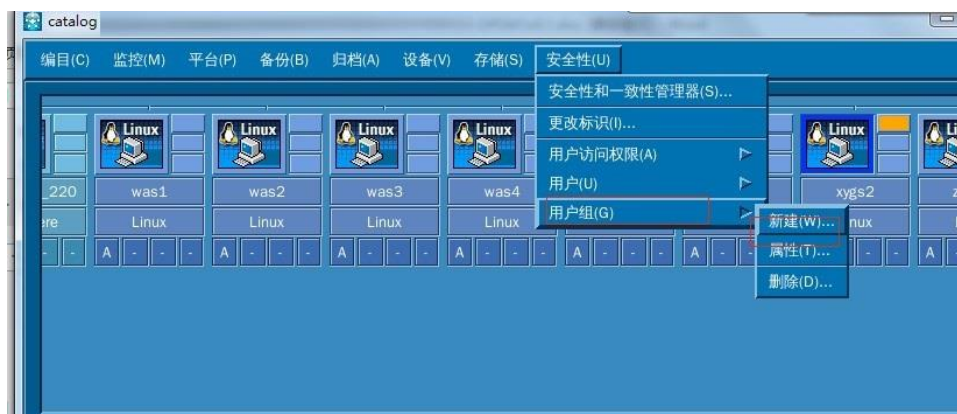 catalog
编目(C) 监控(M) 平台(P) 备份(B) 归档(A) 设备(V) 存储(S) 安全性(U)
安全性和一致性管理器(S)...
更改标识(I)...
用户访问权限(A)
用户(U)
用户组(G)
新建(W)...
属性(T)...
删除(D)...
Linux Linux Linux Linux Linux Li
_220 was1 was2 was3 was4 xygs2 z
ere Linux Linux Linux Linux nux
- - A - - - A - - - A - - - A - - - A - - - A - - - - A -